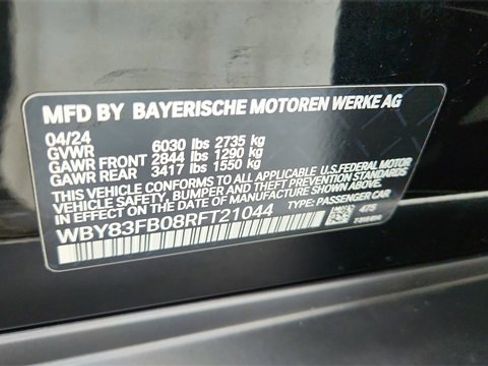 MFD BY BAYERISCHE MOTOREN WERKE AG
04/24
GVWR 6030 lbs 2735 kg
GAWR FRONT 2844 lbs 1290 kg
GAWR REAR 3417 lbs 1550 kg
THIS VEHICLE CONFORMS TO ALL APPLICABLE U.S. FEDERAL MOTOR
VEHICLE SAFETY, BUMPER, AND THEFT PREVENTION STANDARDS
IN EFFECT ON THE DATE OF MANUFACTURE SHOWN ABOVE.
WBY83FB08RFT21044 TYPE: PASSENGER CAR
475